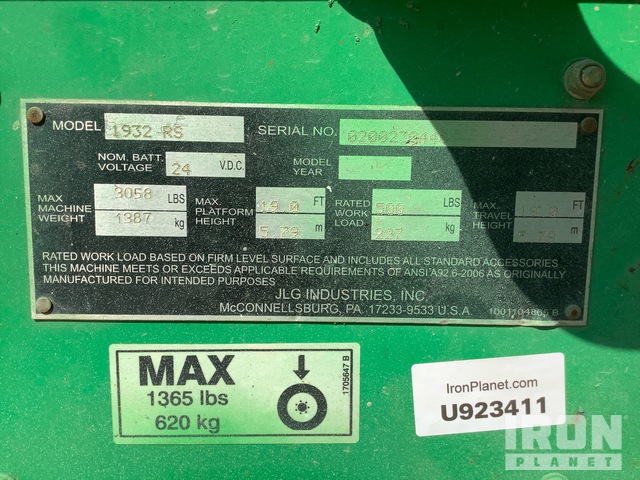 MODEL 1932 RS SERIAL NO. 0200237044
NOM. BATT. VOLTAGE 24 V.D.C. MODEL YEAR
MAX MACHINE WEIGHT 3058 LBS 1387 kg MAX PLATFORM HEIGHT 19.0 FT 5.79 m RATED WORK LOAD 500 LBS 227 kg MAX. TRAVEL HEIGHT FT 5.79 m
RATED WORK LOAD BASED ON FIRM LEVEL SURFACE AND INCLUDES ALL STANDARD ACCESSORIES
THIS MACHINE MEETS OR EXCEEDS APPLICABLE REQUIREMENTS OF ANSI A92.6-2006 AS ORIGINALLY
MANUFACTURED FOR INTENDED PURPOSES
JLG INDUSTRIES, INC.
McCONNELLSBURG, PA. 17233-9533 U.S.A.
1001104865 B
MAX
1365 lbs
620 kg
1705647 B
IronPlanet.com
U923411
IRON
PLANET